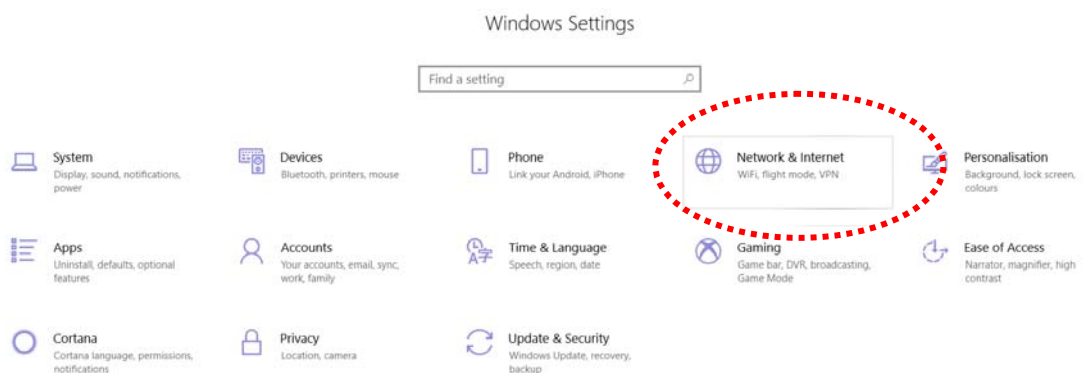 Windows Settings
Find a setting
System
Display, sound, notifications,
power
Devices
Bluetooth, printers, mouse
Phone
Link your Android, iPhone
Network & Internet
WiFi, flight mode, VPN
Personalisation
Background, lock screen,
colours
Apps
Uninstall, defaults, optional
features
Accounts
Your accounts, email, sync,
work, family
Time & Language
Speech, region, date
Gaming
Game bar, DVR, broadcasting,
Game Mode
Ease of Access
Narrator, magnifier, high
contrast
Cortana
Cortana language, permissions,
notifications
Privacy
Location, camera
Update & Security
Windows Update, recovery,
backup